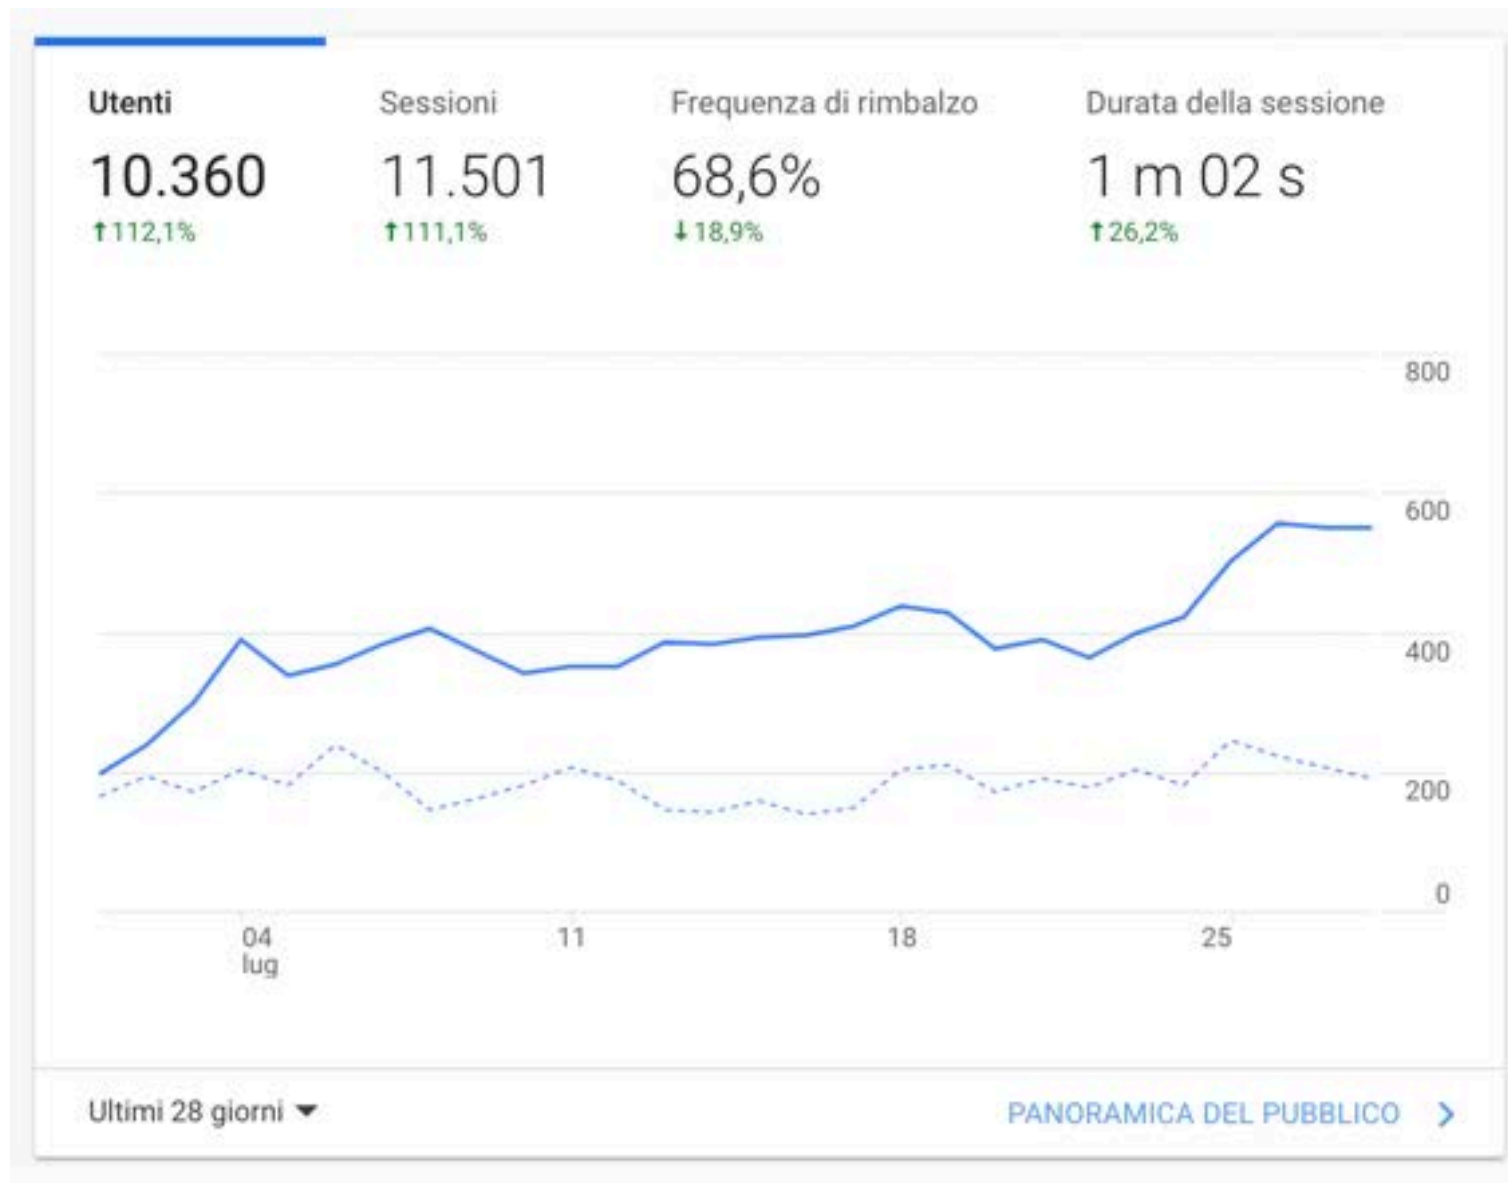 Utenti Sessioni Frequenza di rimbalzo Durata della sessione
10.360 11.501 68,6% 1 m 02 s
↑112,1% ↑111,1% ↓18,9% ↑26,2%
800
600
400
200
0
04 11 18 25
lug
Ultimi 28 giorni PANORAMICA DEL PUBBLICO